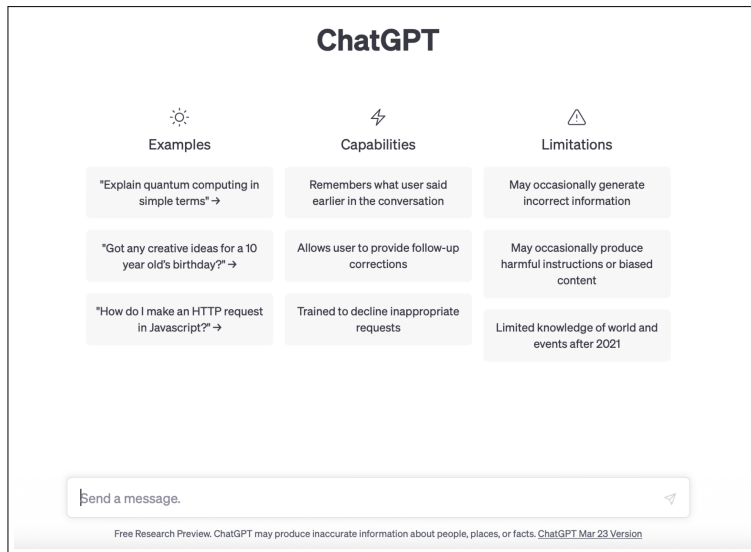 ChatGPT
Examples
"Explain quantum computing in
simple terms" →
"Got any creative ideas for a 10
year old's birthday?" →
"How do I make an HTTP request
in Javascript?" →
Capabilities
Remembers what user said
earlier in the conversation
Allows user to provide follow-up
corrections
Trained to decline inappropriate
requests
Limitations
May occasionally generate
incorrect information
May occasionally produce
harmful instructions or biased
content
Limited knowledge of world and
events after 2021
Send a message.
Free Research Preview. ChatGPT may produce inaccurate information about people, places, or facts. ChatGPT Mar 23 Version